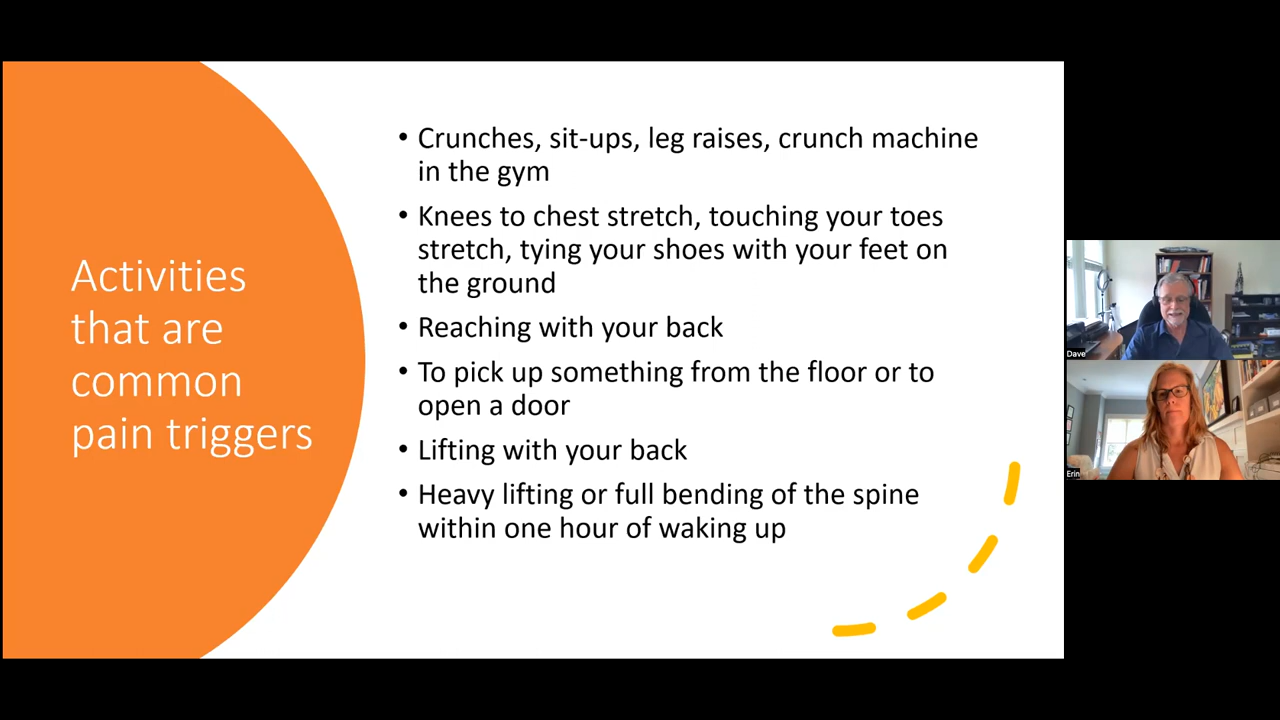 Activities
that are
common
pain triggers
• Crunches, sit-ups, leg raises, crunch machine
in the gym
• Knees to chest stretch, touching your toes
stretch, tying your shoes with your feet on
the ground
• Reaching with your back
• To pick up something from the floor or to
open a door
• Lifting with your back
• Heavy lifting or full bending of the spine
within one hour of waking up
Dave
Erin